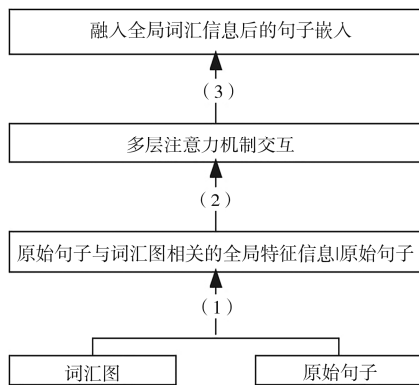 融入全局词汇信息后的句子嵌入
（3）
多层注意力机制交互
（2）
原始句子与词汇图相关的全局特征信息|原始句子
（1）
词汇图
原始句子